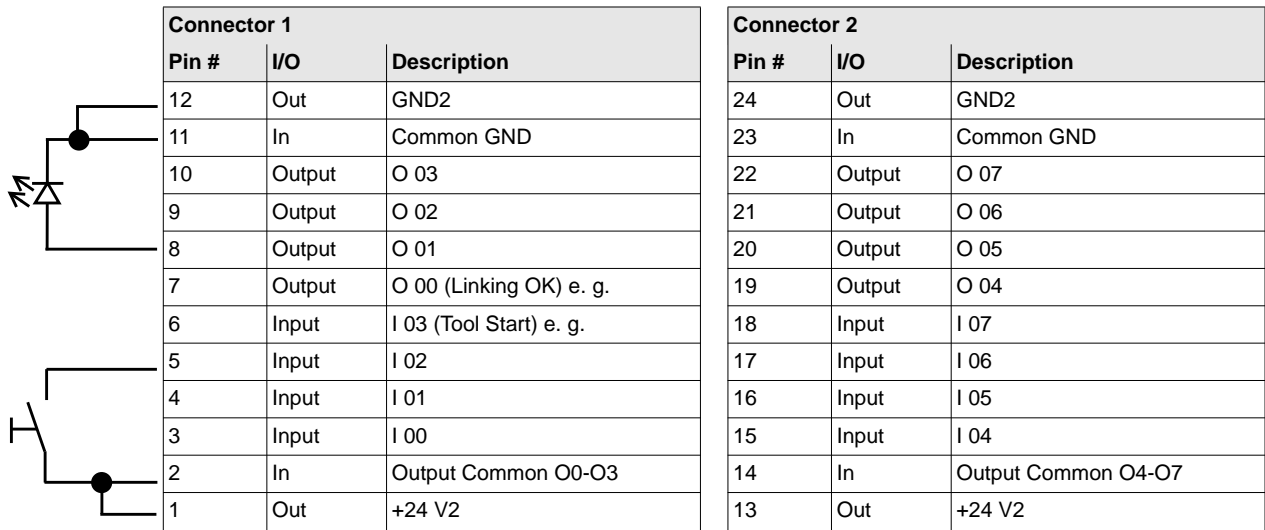 Connector 1 Connector 2
Pin # I/O Description Pin # I/O Description
12 Out GND2 24 Out GND2
11 In Common GND 23 In Common GND
10 Output O 03 22 Output O 07
9 Output O 02 21 Output O 06
8 Output O 01 20 Output O 05
7 Output O 00 (Linking OK) e. g. 19 Output O 04
6 Input I 03 (Tool Start) e. g. 18 Input I 07
5 Input I 02 17 Input I 06
4 Input I 01 16 Input I 05
3 Input I 00 15 Input I 04
2 In Output Common O0-O3 14 In Output Common O4-O7
1 Out +24 V2 13 Out +24 V2